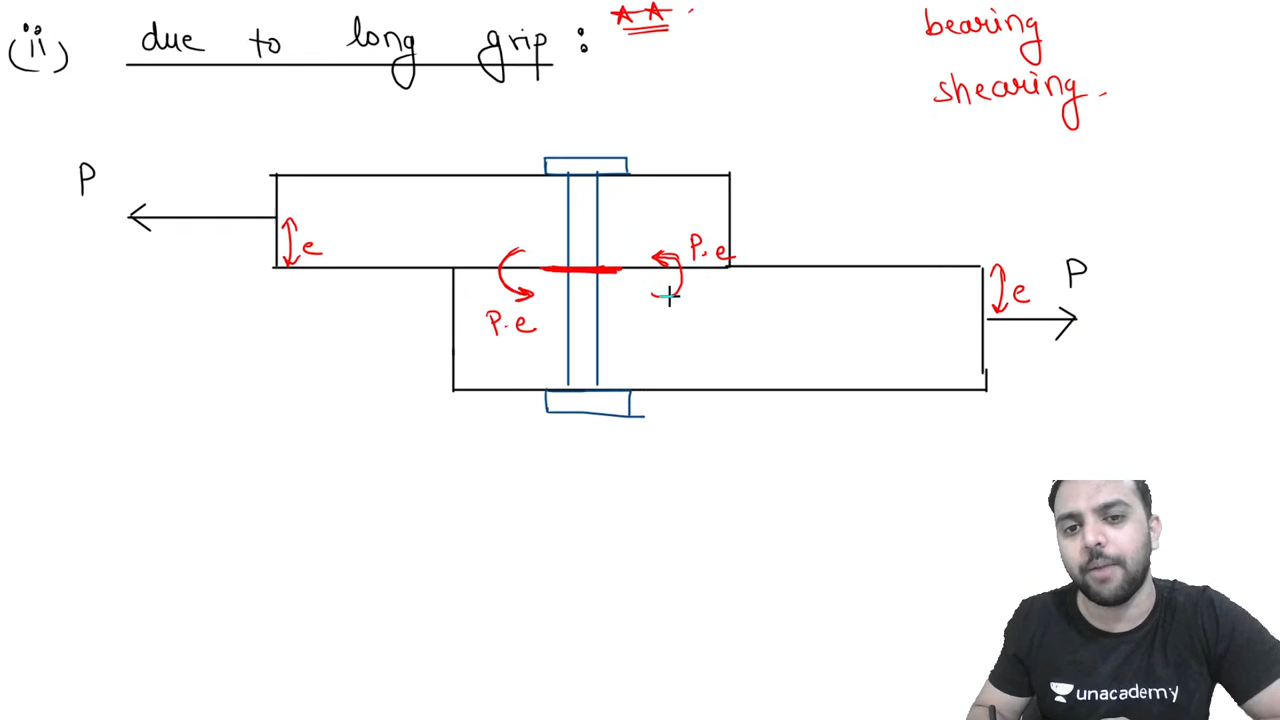 (ii) due to long grip :
bearing
shearing.
P
e
P.e
P
e
P.e
unacademy